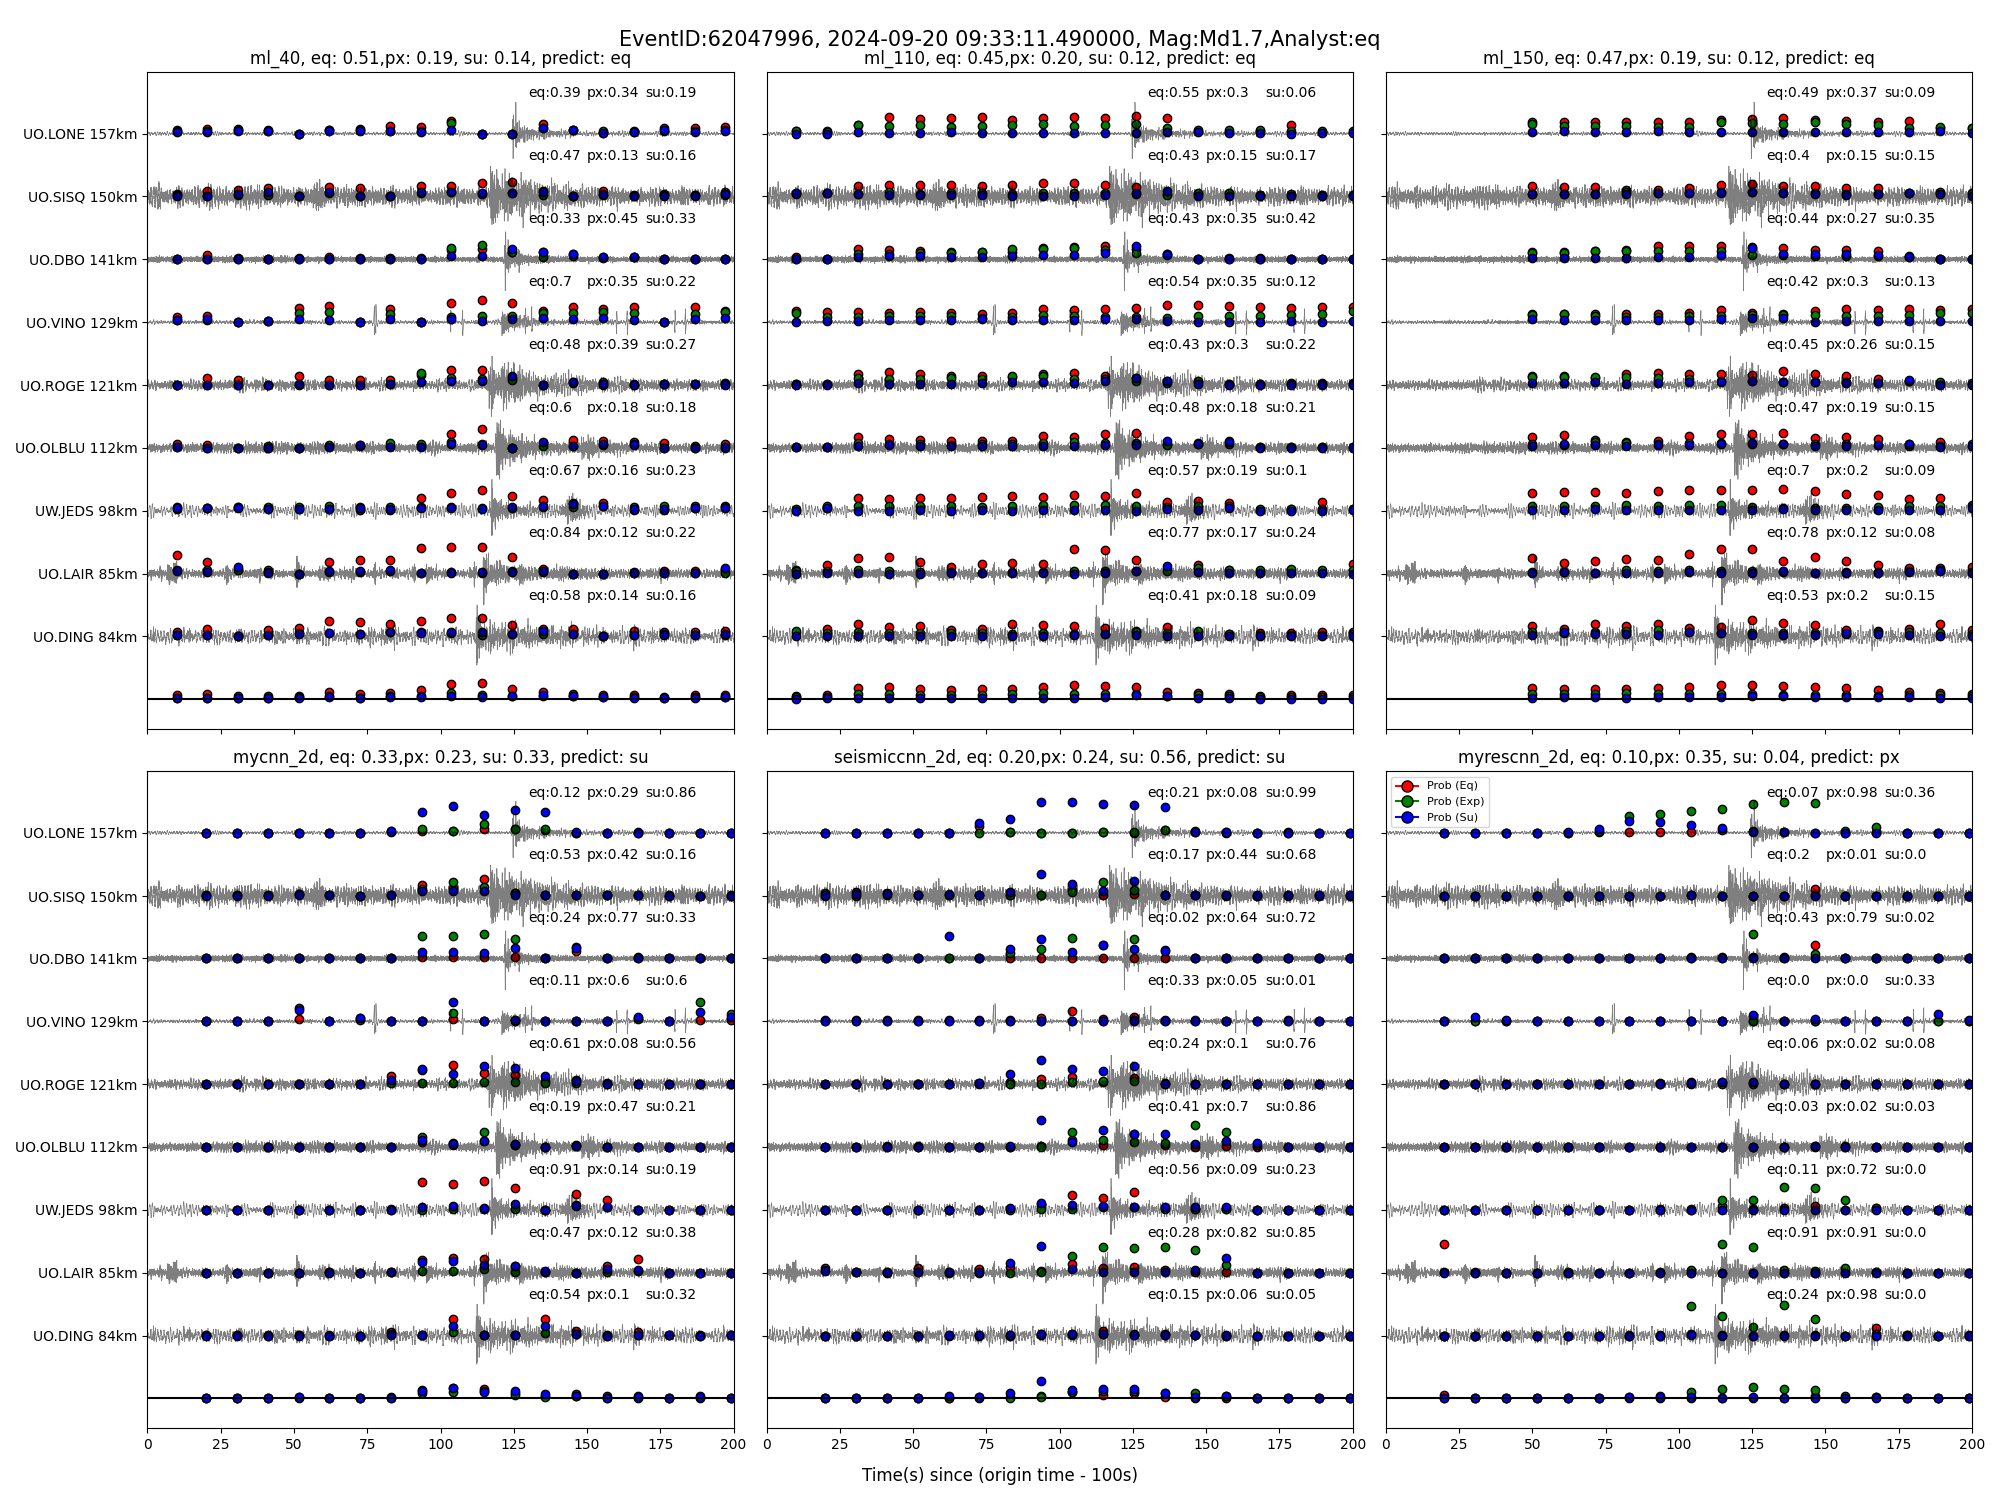 EventID:62047996, 2024-09-20 09:33:11.490000, Mag:Md1.7,Analyst:eq
ml_40, eq: 0.51,px: 0.19, su: 0.14, predict: eq
UO.LONE 157km
eq:0.39 px:0.34 su:0.19
UO.SISQ 150km
eq:0.47 px:0.13 su:0.16
UO.DBO 141km
eq:0.33 px:0.45 su:0.33
UO.VINO 129km
eq:0.7 px:0.35 su:0.22
UO.ROGE 121km
eq:0.48 px:0.39 su:0.27
UO.OLBLU 112km
eq:0.6 px:0.18 su:0.18
UW.JEDS 98km
eq:0.67 px:0.16 su:0.23
UO.LAIR 85km
eq:0.84 px:0.12 su:0.22
UO.DING 84km
eq:0.58 px:0.14 su:0.16
ml_110, eq: 0.45,px: 0.20, su: 0.12, predict: eq
eq:0.55 px:0.3 su:0.06
eq:0.43 px:0.15 su:0.17
eq:0.43 px:0.35 su:0.42
eq:0.54 px:0.35 su:0.12
eq:0.43 px:0.3 su:0.22
eq:0.48 px:0.18 su:0.21
eq:0.57 px:0.19 su:0.1
eq:0.77 px:0.17 su:0.24
eq:0.41 px:0.18 su:0.09
ml_150, eq: 0.47,px: 0.19, su: 0.12, predict: eq
eq:0.49 px:0.37 su:0.09
eq:0.4 px:0.15 su:0.15
eq:0.44 px:0.27 su:0.35
eq:0.42 px:0.3 su:0.13
eq:0.45 px:0.26 su:0.15
eq:0.47 px:0.19 su:0.15
eq:0.7 px:0.2 su:0.09
eq:0.78 px:0.12 su:0.08
eq:0.53 px:0.2 su:0.15
mycnn_2d, eq: 0.33,px: 0.23, su: 0.33, predict: su
UO.LONE 157km
eq:0.12 px:0.29 su:0.86
UO.SISQ 150km
eq:0.53 px:0.42 su:0.16
UO.DBO 141km
eq:0.24 px:0.77 su:0.33
UO.VINO 129km
eq:0.11 px:0.6 su:0.6
UO.ROGE 121km
eq:0.61 px:0.08 su:0.56
UO.OLBLU 112km
eq:0.19 px:0.47 su:0.21
UW.JEDS 98km
eq:0.91 px:0.14 su:0.19
UO.LAIR 85km
eq:0.47 px:0.12 su:0.38
UO.DING 84km
eq:0.54 px:0.1 su:0.32
0 25 50 75 100 125 150 175 200
seismiccnn_2d, eq: 0.20,px: 0.24, su: 0.56, predict: su
eq:0.21 px:0.08 su:0.99
eq:0.17 px:0.44 su:0.68
eq:0.02 px:0.64 su:0.72
eq:0.33 px:0.05 su:0.01
eq:0.24 px:0.1 su:0.76
eq:0.41 px:0.7 su:0.86
eq:0.56 px:0.09 su:0.23
eq:0.28 px:0.82 su:0.85
eq:0.15 px:0.06 su:0.05
0 25 50 75 100 125 150 175 200
myrescnn_2d, eq: 0.10,px: 0.35, su: 0.04, predict: px
Prob (Eq)
Prob (Exp)
Prob (Su)
eq:0.07 px:0.98 su:0.36
eq:0.2 px:0.01 su:0.0
eq:0.43 px:0.79 su:0.02
eq:0.0 px:0.0 su:0.33
eq:0.06 px:0.02 su:0.08
eq:0.03 px:0.02 su:0.03
eq:0.11 px:0.72 su:0.0
eq:0.91 px:0.91 su:0.0
eq:0.24 px:0.98 su:0.0
0 25 50 75 100 125 150 175 200
Time(s) since (origin time - 100s)